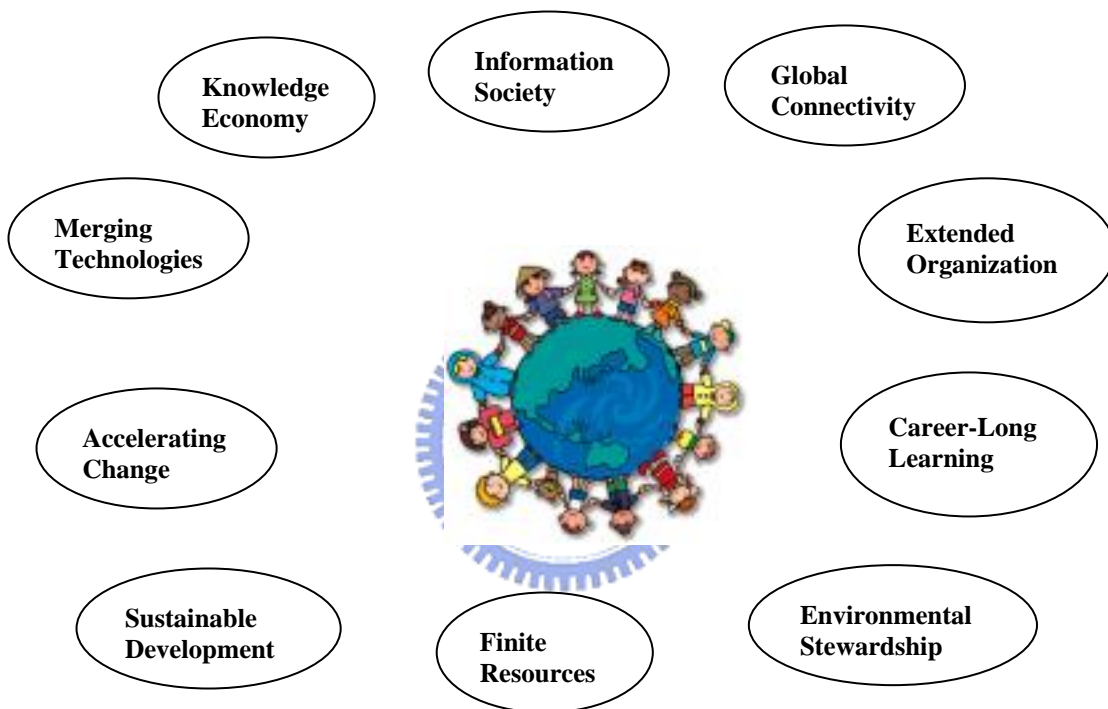 Knowledge
Economy
Information
Society
Global
Connectivity
Merging
Technologies
Extended
Organization
Accelerating
Change
Career-Long
Learning
Sustainable
Development
Finite
Resources
Environmental
Stewardship